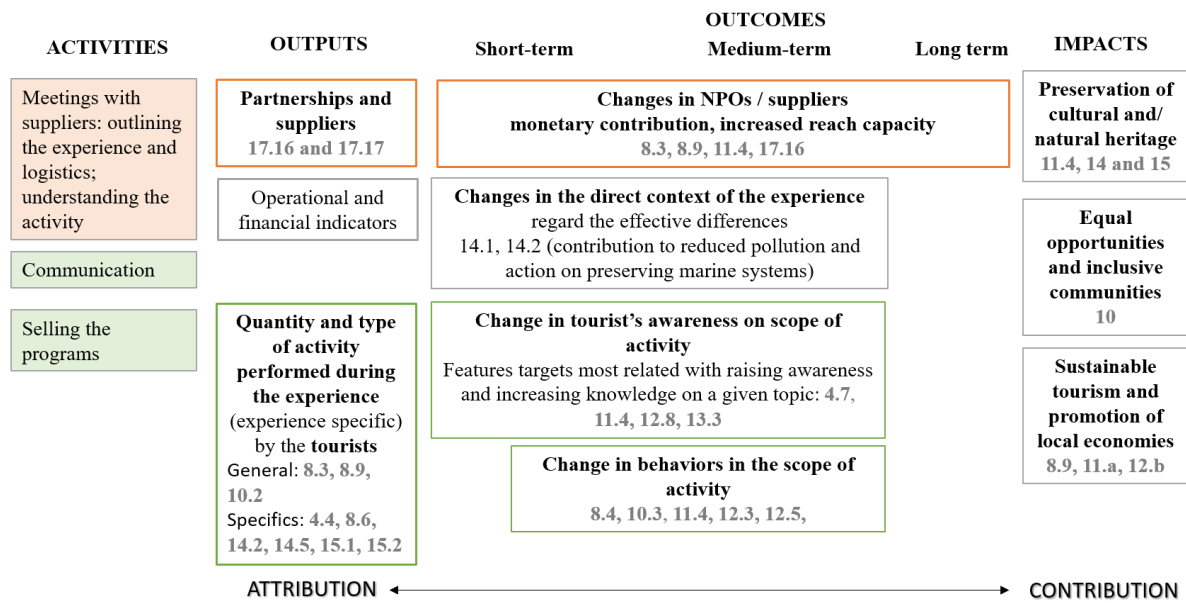 OUTCOMES
ACTIVITIES
OUTPUTS
Short-term
Medium-term
Long term
IMPACTS
Meetings with
suppliers: outlining
the experience and
logistics;
understanding the
activity
Communication
Selling the
programs
Partnerships and
suppliers
17.16 and 17.17
Operational and
financial indicators
Quantity and type
of activity
performed during
the experience
(experience specific)
by the tourists
General: 8.3, 8.9,
10.2
Specifics: 4.4, 8.6,
14.2, 14.5, 15.1, 15.2
Changes in NPOs / suppliers
monetary contribution, increased reach capacity
8.3, 8.9, 11.4, 17.16
Changes in the direct context of the experience
regard the effective differences
14.1, 14.2 (contribution to reduced pollution and
action on preserving marine systems)
Change in tourist’s awareness on scope of
activity
Features targets most related with raising awareness
and increasing knowledge on a given topic: 4.7,
11.4, 12.8, 13.3
Change in behaviors in the scope of
activity
8.4, 10.3, 11.4, 12.3, 12.5,
Preservation of
cultural and/
natural heritage
11.4, 14 and 15
Equal
opportunities
and inclusive
communities
10
Sustainable
tourism and
promotion of
local economies
8.9, 11.a, 12.b
ATTRIBUTION
CONTRIBUTION